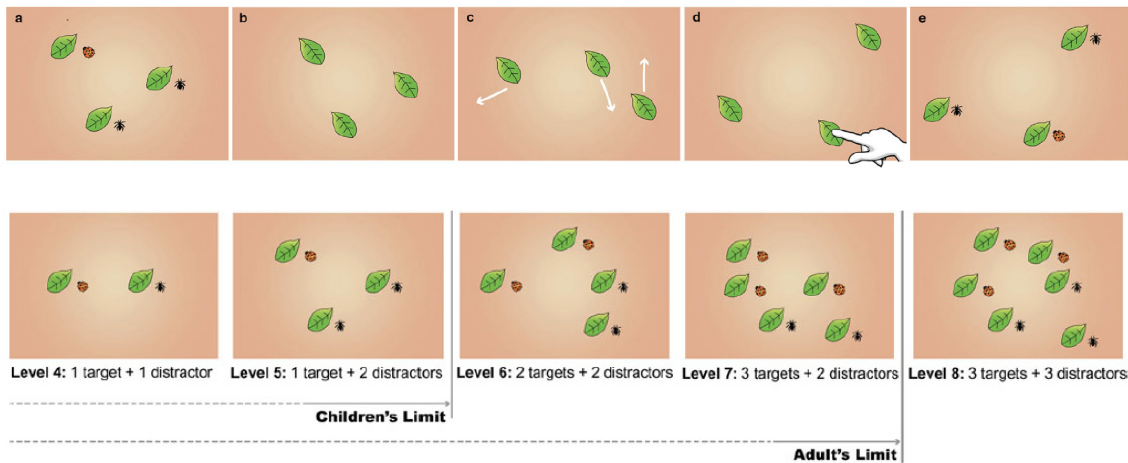 a
b
c
d
e
Level 4: 1 target + 1 distractor
Level 5: 1 target + 2 distractors
Level 6: 2 targets + 2 distractors
Level 7: 3 targets + 2 distractors
Level 8: 3 targets + 3 distractors
Children's Limit
Adult's Limit